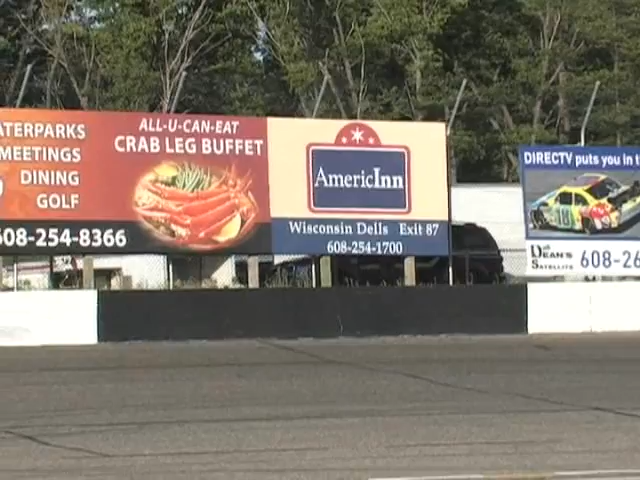 ATERPARKS
MEETINGS
DINING
GOLF
608-254-8366
ALL-U-CAN-EAT
CRAB LEG BUFFET
AmericInn
Wisconsin Dells Exit 87
608-254-1700
DIRECTV puts you in t
18
DEAN'S
SATELLITE
608-26